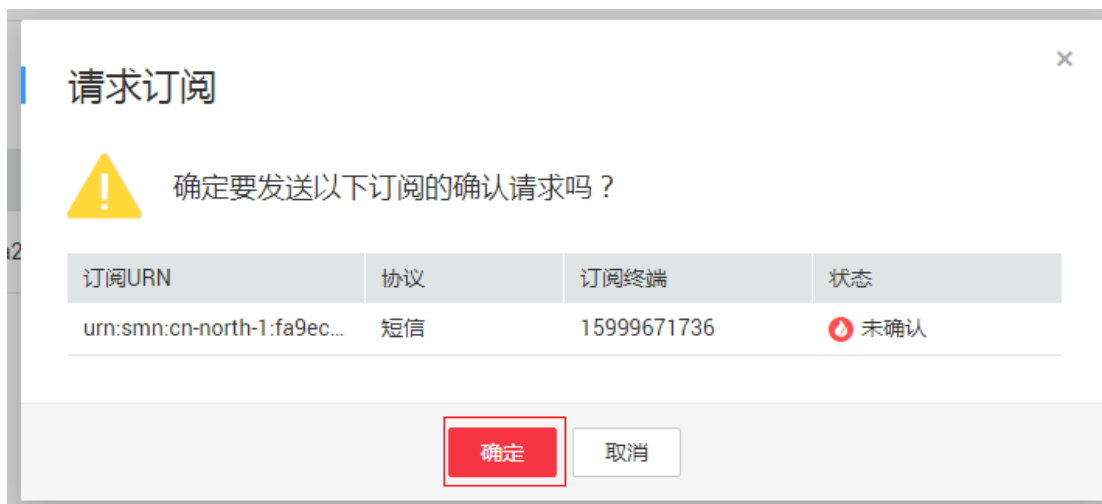 请求订阅
×
确定要发送以下订阅的确认请求吗？
a2
订阅URN 协议 订阅终端 状态
urn:smn:cn-north-1:fa9ec... 短信 15999671736 未确认
确定 取消